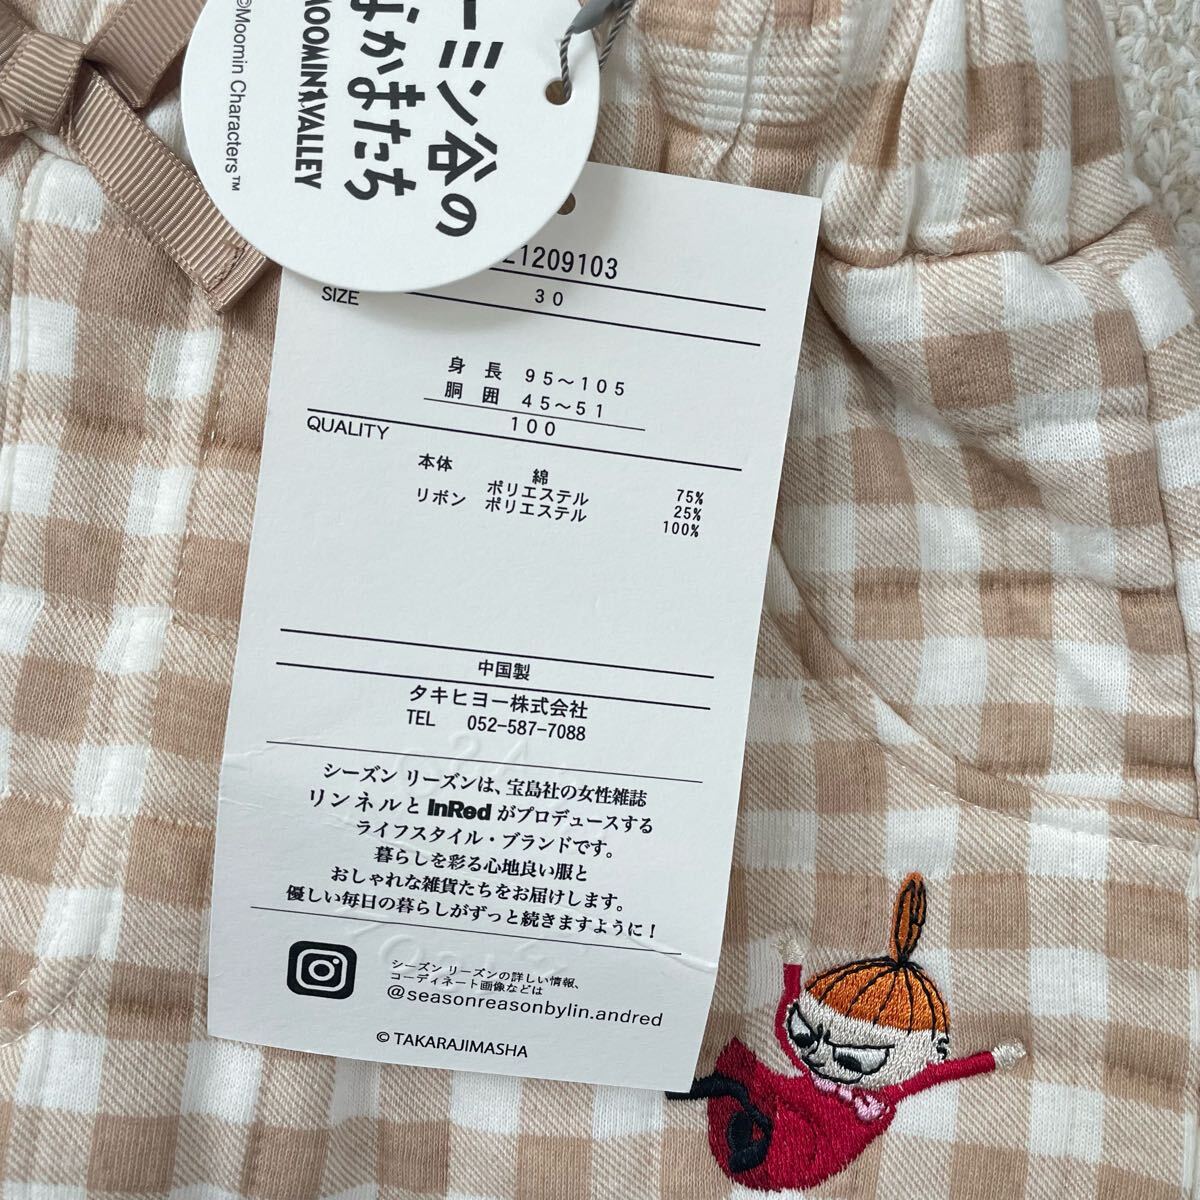 ©Moomin Characters™
MOOMINVALLEY
ーミン谷の
なかまたち
21209103
SIZE 30
身長 95〜105
胴囲 45〜51
100
QUALITY
本体 綿 75%
ポリエステル 25%
リボン ポリエステル 100%
中国製
タキヒヨー株式会社
TEL 052-587-7088
シーズン リーズンは、宝島社の女性雑誌
リンネルと InRed がプロデュースする
ライフスタイル・ブランドです。
暮らしを彩る心地良い服と
おしゃれな雑貨たちをお届けします。
優しい毎日の暮らしがずっと続きますように！
シーズン リーズンの詳しい情報、
コーディネート画像などは
@seasonreasonbylin.andred
© TAKARAJIMASHA